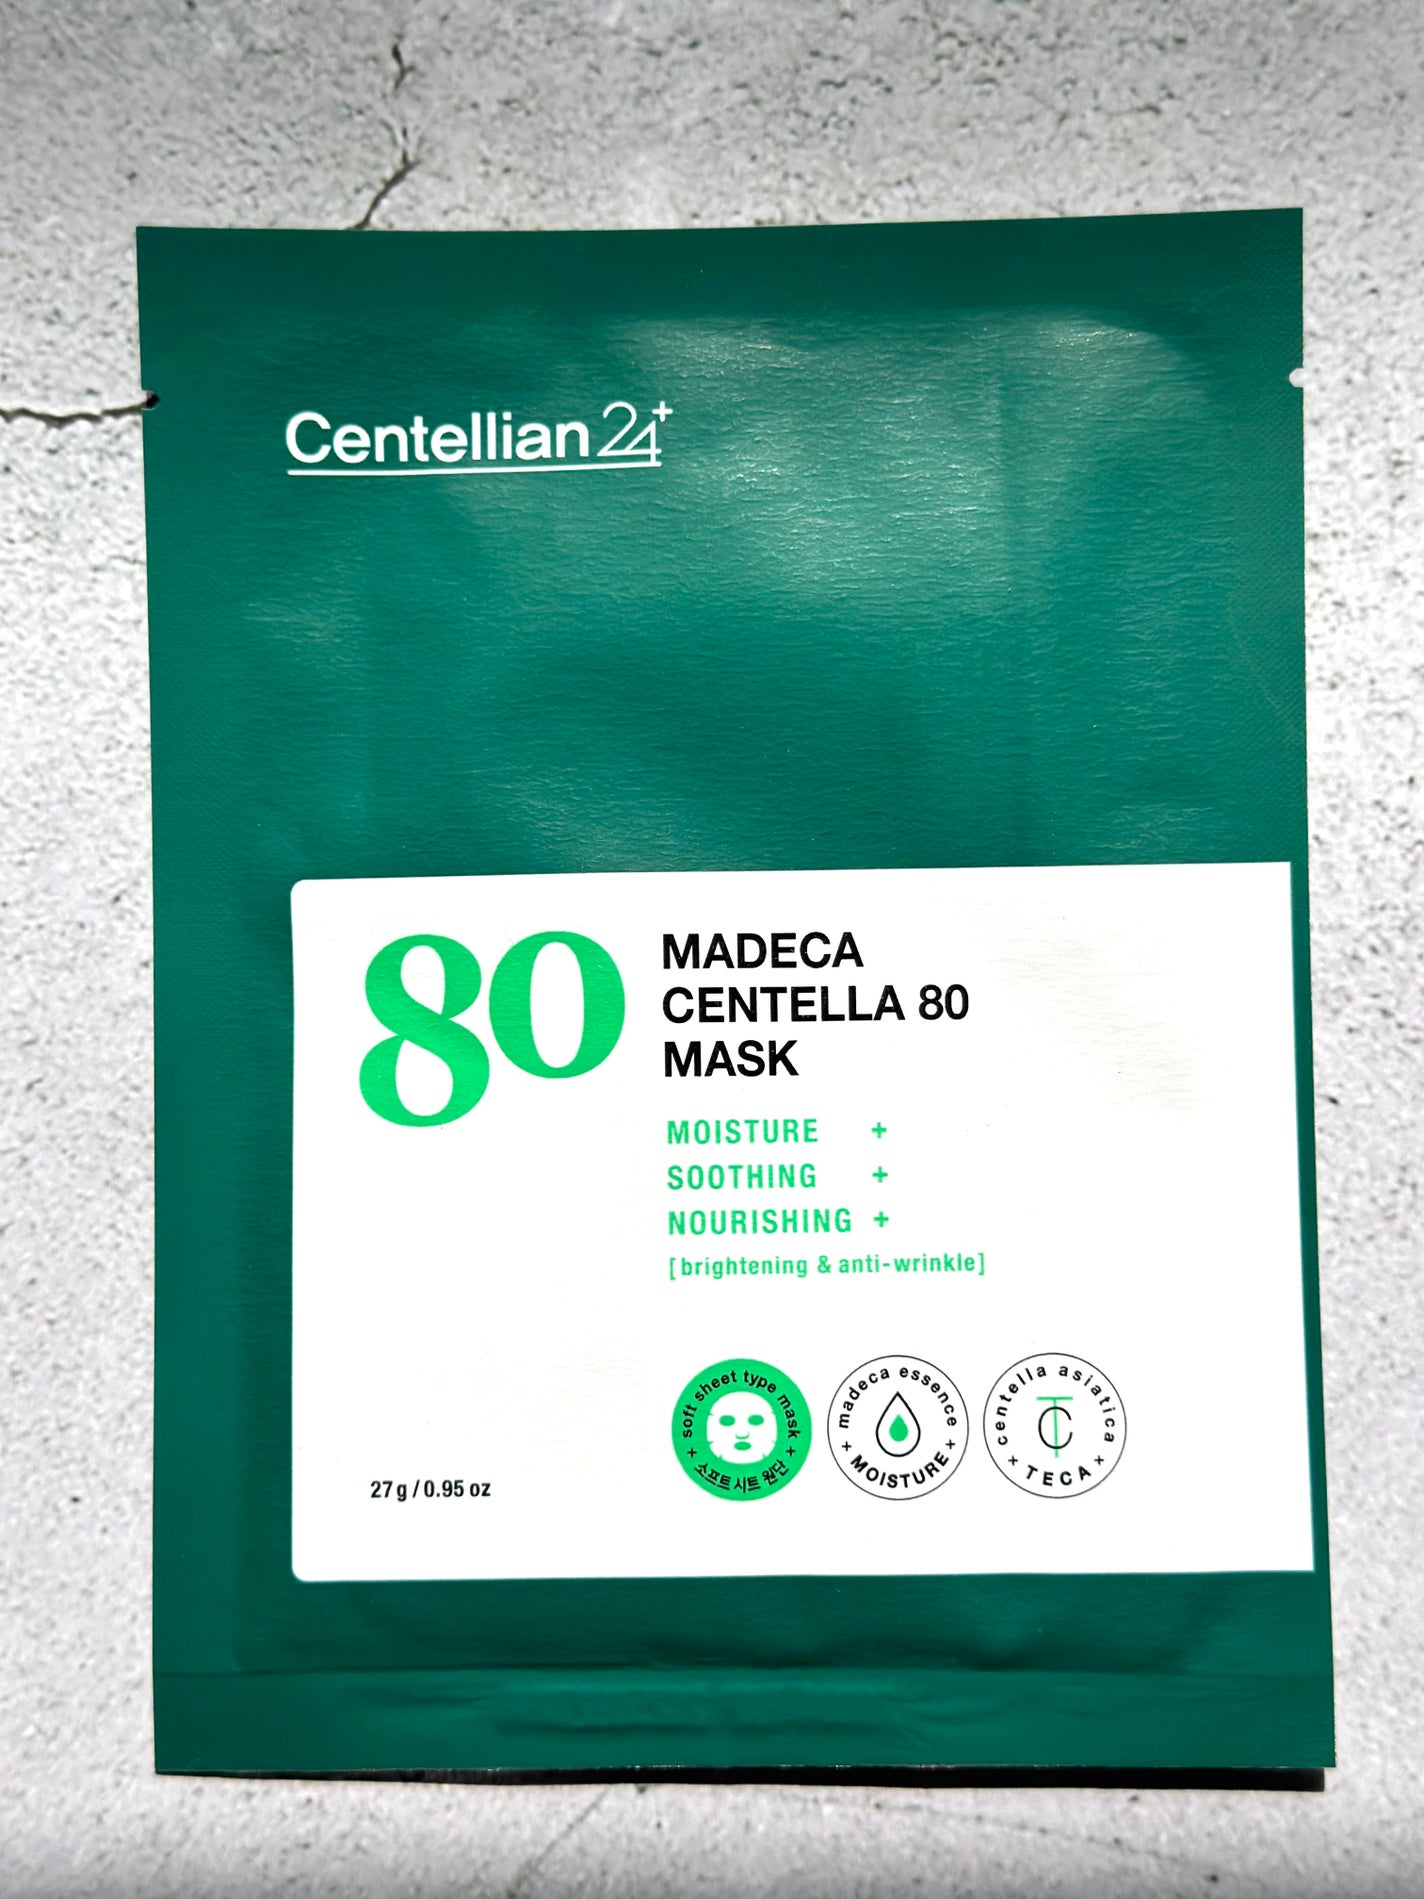 Centellian24+
80
MADECA
CENTELLA 80
MASK
MOISTURE +
SOOTHING +
NOURISHING +
[brightening & anti-wrinkle]
soft sheet type mask
+ 소프트 시트 원단 +
madeca essence
+ MOISTURE +
centella asiatica
+ TECA +
TC
27g / 0.95 oz